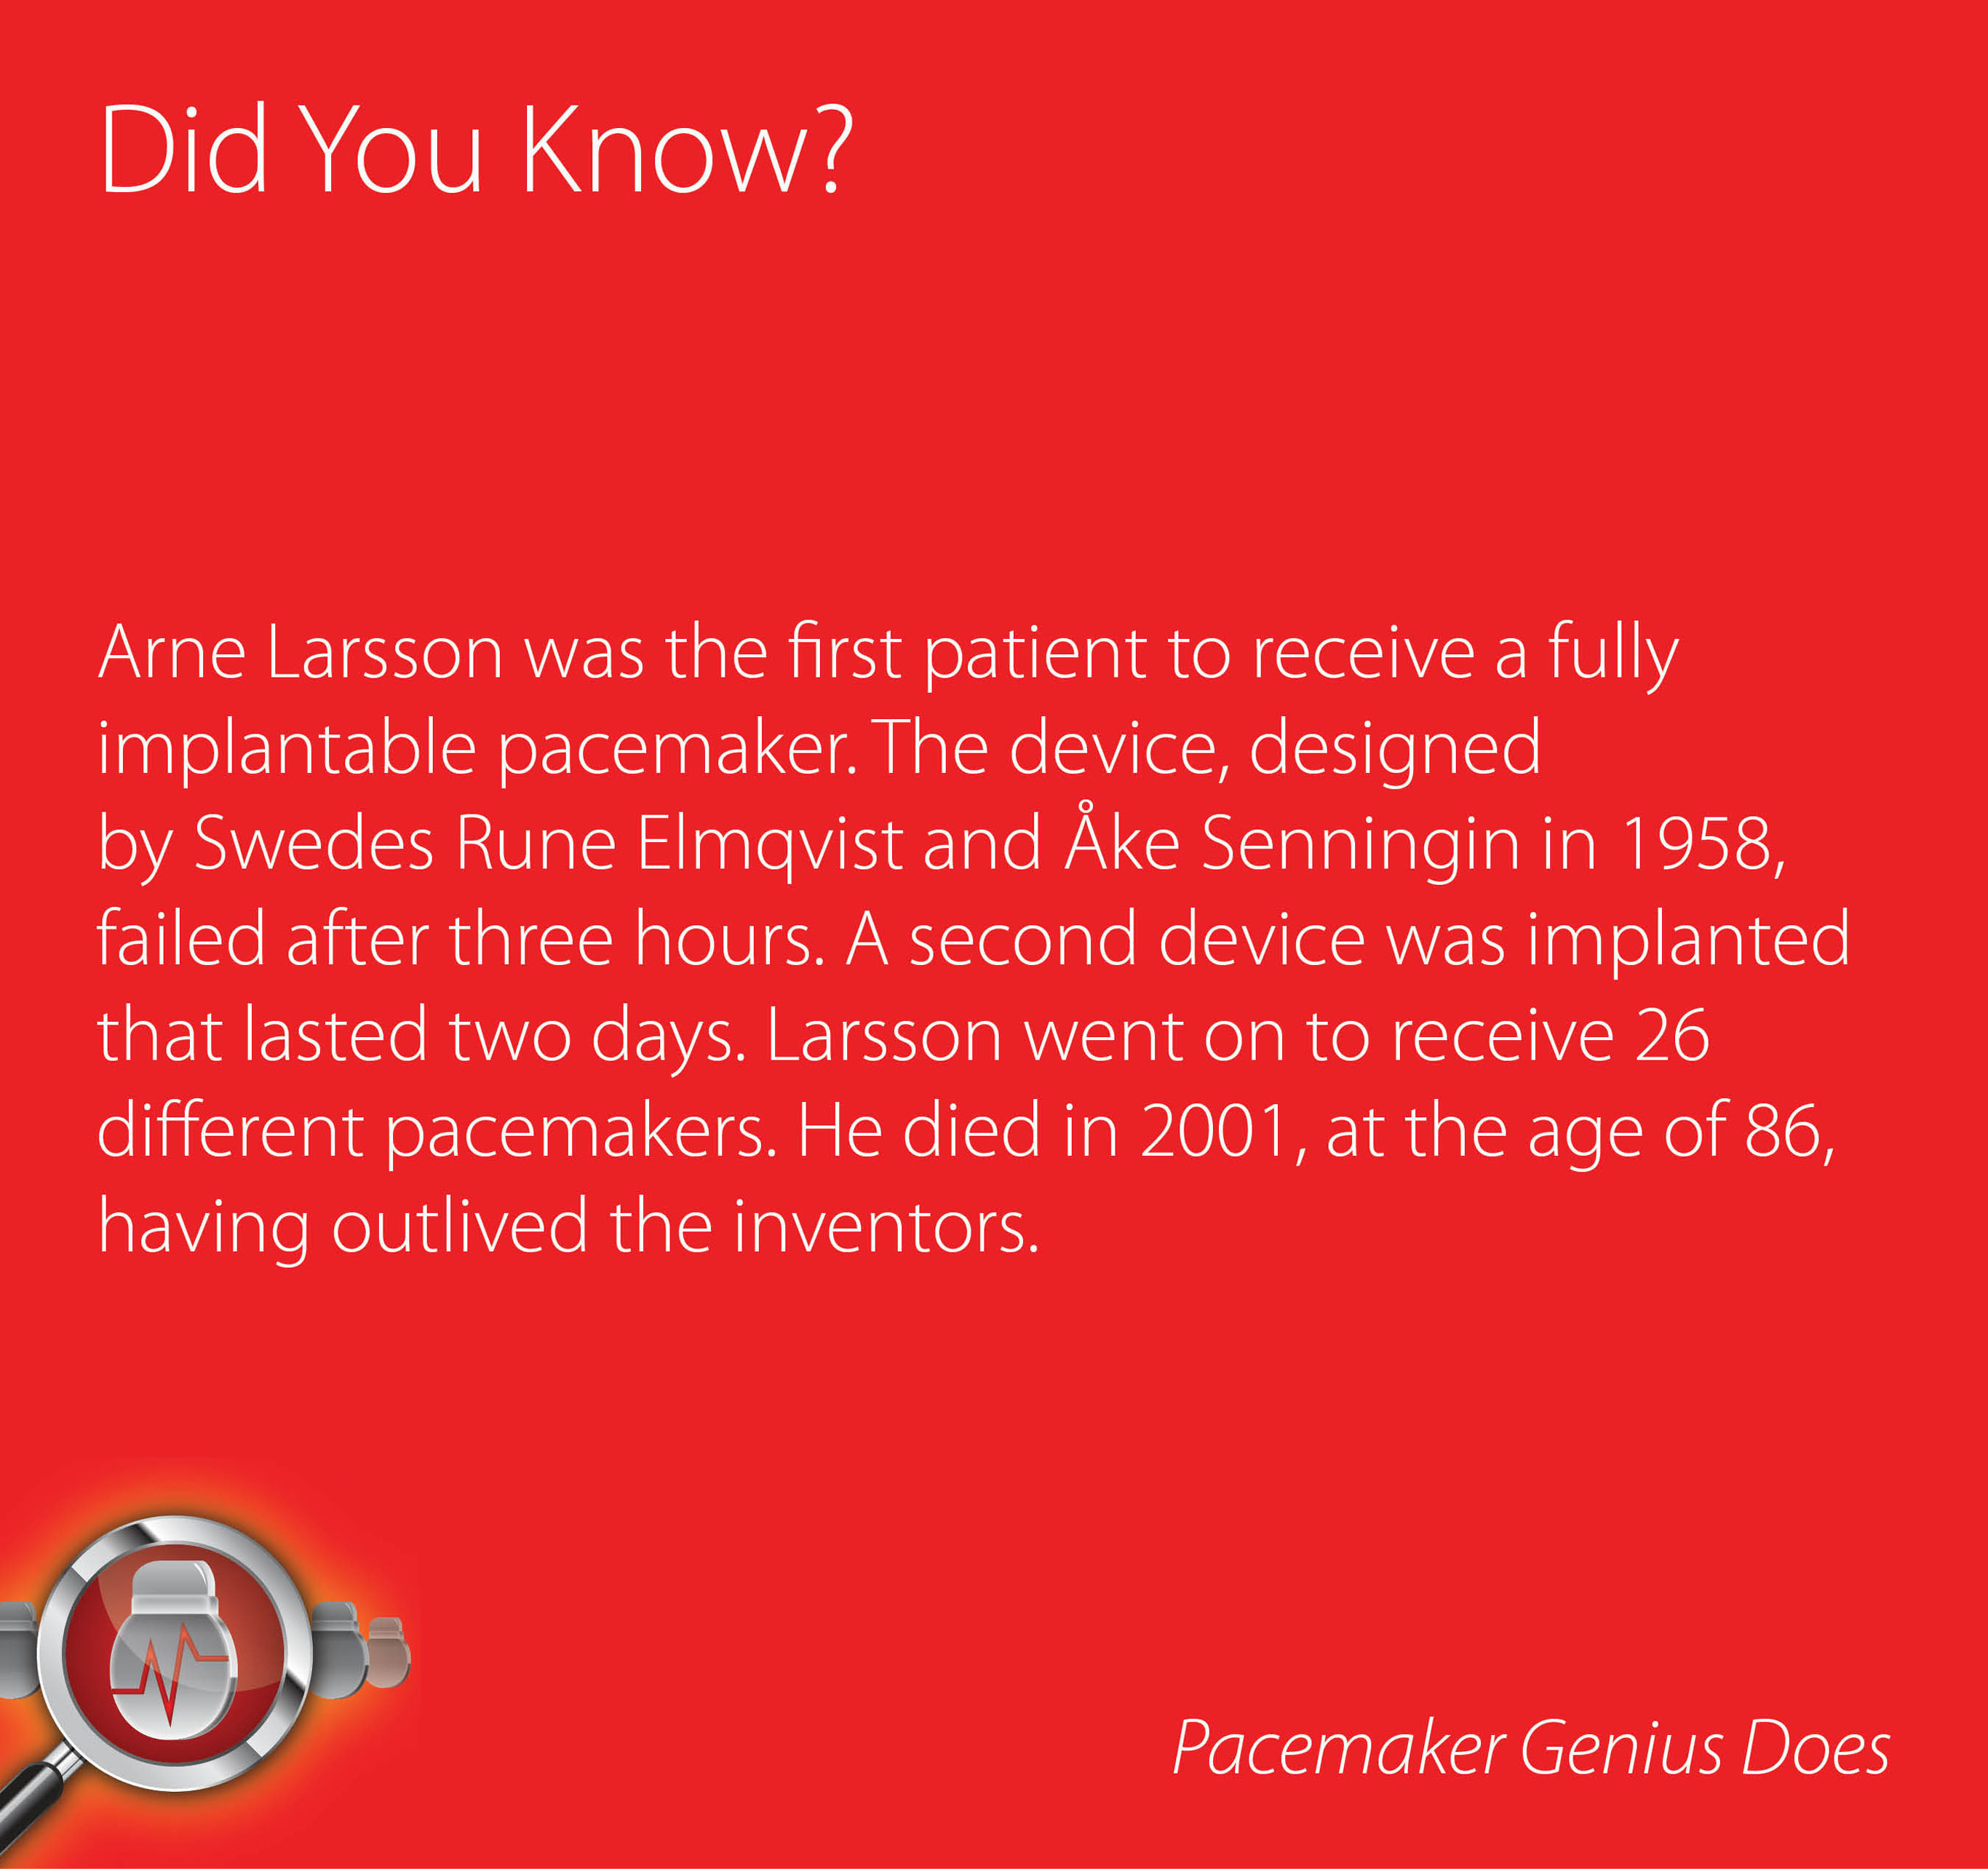 Did You Know?
Arne Larsson was the first patient to receive a fully
implantable pacemaker. The device, designed
by Swedes Rune Elmqvist and Åke Senningin in 1958,
failed after three hours. A second device was implanted
that lasted two days. Larsson went on to receive 26
different pacemakers. He died in 2001, at the age of 86,
having outlived the inventors.
Pacemaker Genius Does